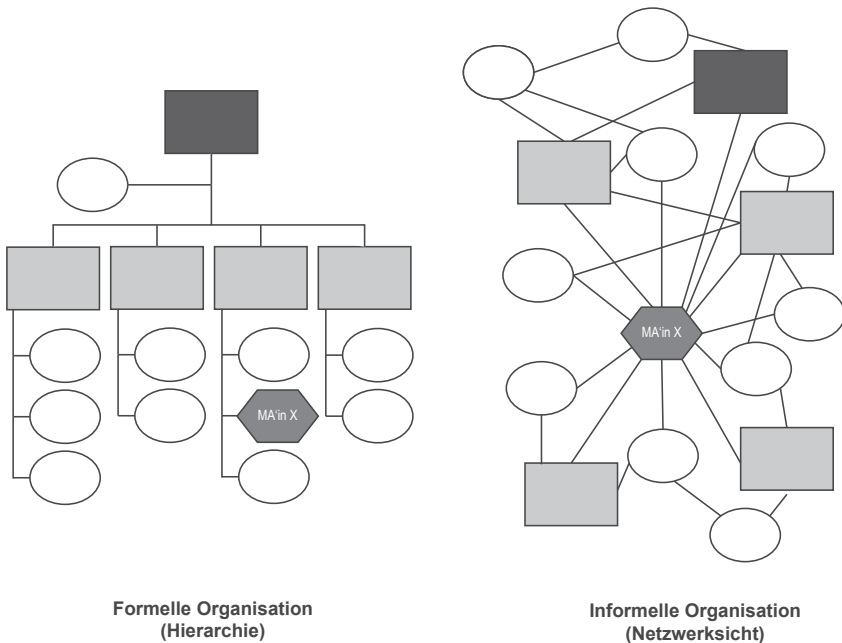 MA‘in X
MA‘in X
Formelle Organisation
(Hierarchie)
Informelle Organisation
(Netzwerksicht)